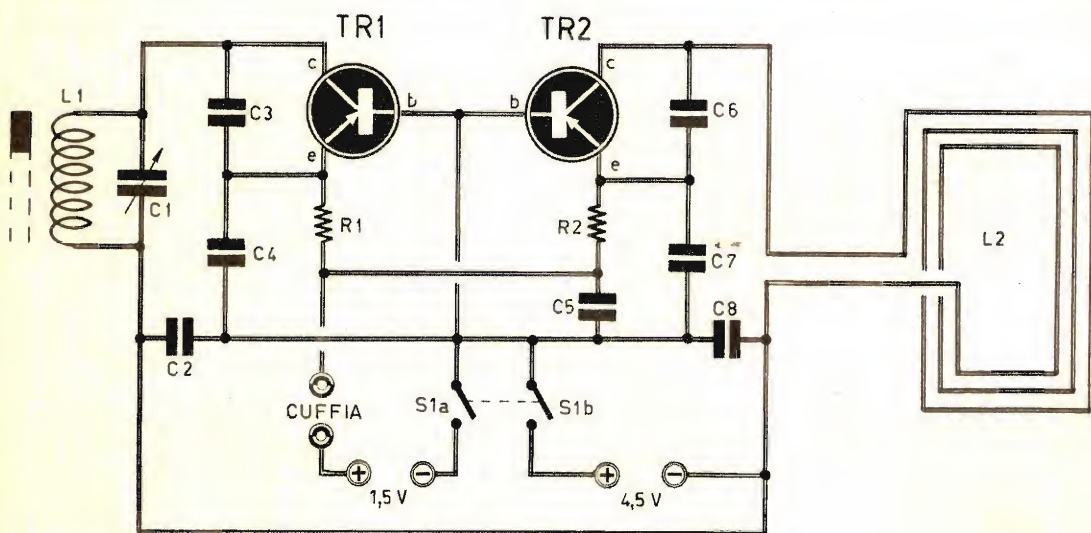 TR1
TR2
L1
c
c
C3
C6
b
b
C1
e
e
R1
R2
L2
C4
C7
C5
C8
C2
CUFFIA
S1a
S1b
+
−
+
−
1,5 V
4,5 V